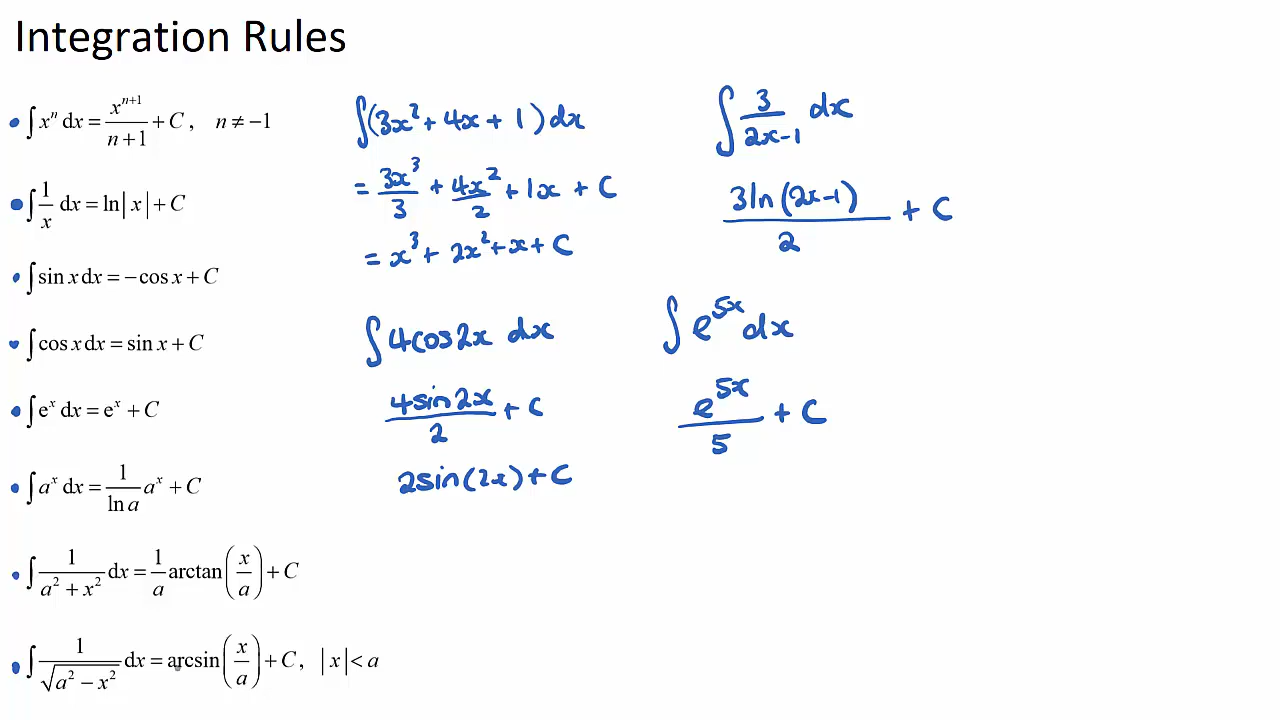 Integration Rules
• ∫ xⁿ dx = xⁿ⁺¹/(n+1) + C, n ≠ −1
• ∫ 1/x dx = ln|x| + C
• ∫ sin x dx = −cos x + C
• ∫ cos x dx = sin x + C
• ∫ eˣ dx = eˣ + C
• ∫ aˣ dx = 1/(ln a) aˣ + C
• ∫ 1/(a² + x²) dx = 1/a arctan(x/a) + C
• ∫ 1/√(a² − x²) dx = arcsin(x/a) + C, |x| < a
∫(3x² + 4x + 1) dx
= 3x³/3 + 4x²/2 + 1x + C
= x³ + 2x² + x + C
∫ 4cos2x dx
4sin2x/2 + C
2sin(2x) + C
∫ 3/(2x−1) dx
3ln(2x−1)/2 + C
∫ e⁵ˣ dx
e⁵ˣ/5 + C